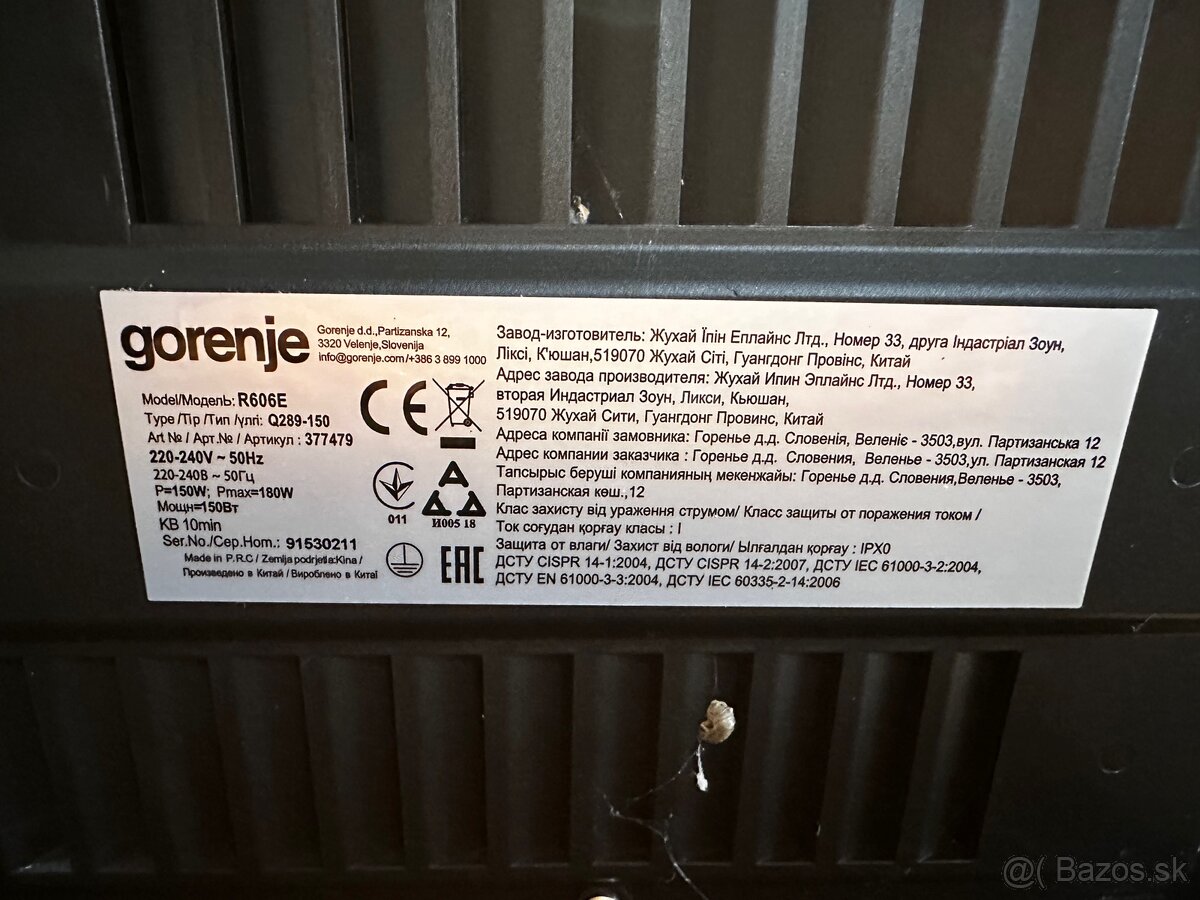 gorenje
Gorenje d.d.,Partizanska 12,
3320 Velenje,Slovenija
info@gorenje.com/+386 3 899 1000
Model/Модель: R606E
Type /Tip /Тип /үлгі: Q289-150
Art № / Арт.№ / Артикул : 377479
220-240V ~ 50Hz
220-240В ~ 50Гц
P=150W; Pmax=180W
Мощн=150Вт
KB 10min
Ser.No./Сер.Ном.: 91530211
Made in P.R.C / Zemlja podrjetla:Kina /
Произведено в Китай / Вироблено в Китаї
CE
011
И005 18
EAC
Завод-изготовитель: Жухай Їпін Еплайнс Лтд., Номер 33, друга Індастріал Зоун,
Ліксі, К'юшан,519070 Жухай Сіті, Гуангдонг Провінс, Китай
Адрес завода производителя: Жухай Ипин Эплайнс Лтд., Номер 33,
вторая Индастриал Зоун, Ликси, Кьюшан,
519070 Жухай Сити, Гуангдонг Провинс, Китай
Адреса компанії замовника: Горенье д.д. Словенія, Веленіє - 3503,вул. Партизанська 12
Адрес компании заказчика : Горенье д.д. Словения, Веленье - 3503,ул. Партизанская 12
Тапсырыс беруші компанияның мекенжайы: Горенье д.д. Словения,Веленье - 3503,
Партизанская көш.,12
Клас захисту від ураження струмом/ Класс защиты от поражения током /
Ток соғудан қорғау класы : I
Защита от влаги/ Захист від вологи/ Ылғалдан қорғау : IPX0
ДСТУ CISPR 14-1:2004, ДСТУ CISPR 14-2:2007, ДСТУ IEC 61000-3-2:2004,
ДСТУ EN 61000-3-3:2004, ДСТУ IEC 60335-2-14:2006
@( Bazos.sk